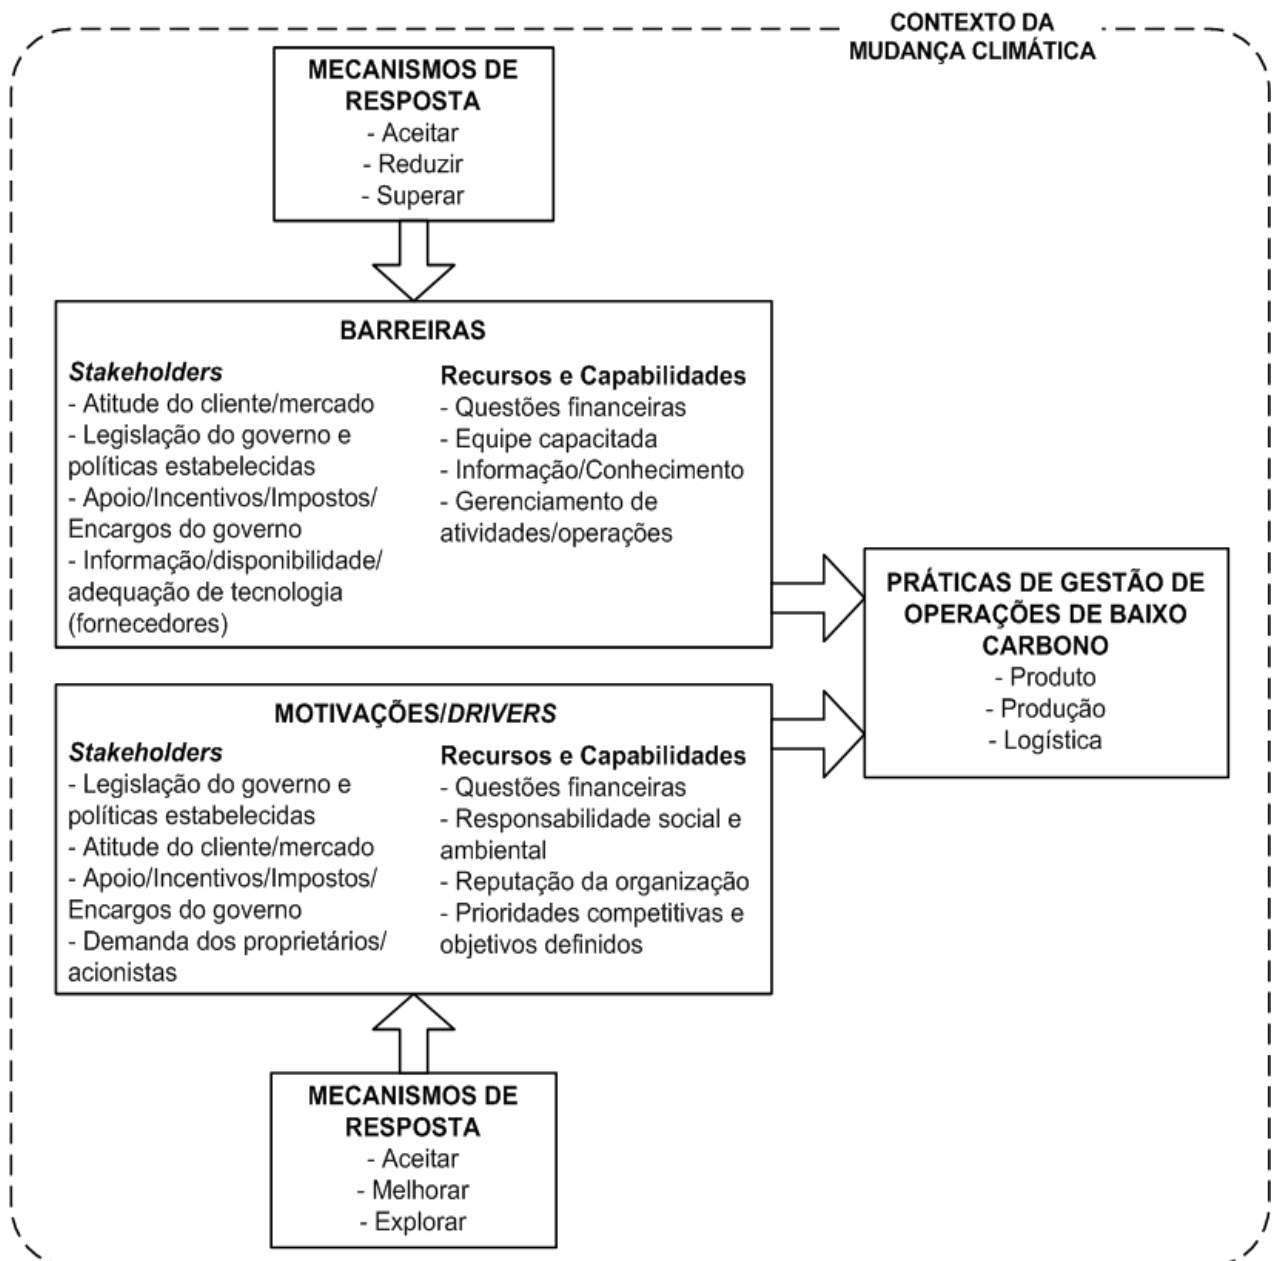 CONTEXTO DA
MUDANÇA CLIMÁTICA
MECANISMOS DE
RESPOSTA
- Aceitar
- Reduzir
- Superar
BARREIRAS
Stakeholders
- Atitude do cliente/mercado
- Legislação do governo e
políticas estabelecidas
- Apoio/Incentivos/Impostos/
Encargos do governo
- Informação/disponibilidade/
adequação de tecnologia
(fornecedores)
Recursos e Capabilidades
- Questões financeiras
- Equipe capacitada
- Informação/Conhecimento
- Gerenciamento de
atividades/operações
PRÁTICAS DE GESTÃO DE
OPERAÇÕES DE BAIXO
CARBONO
- Produto
- Produção
- Logística
MOTIVAÇÕES/DRIVERS
Stakeholders
- Legislação do governo e
políticas estabelecidas
- Atitude do cliente/mercado
- Apoio/Incentivos/Impostos/
Encargos do governo
- Demanda dos proprietários/
acionistas
Recursos e Capabilidades
- Questões financeiras
- Responsabilidade social e
ambiental
- Reputação da organização
- Prioridades competitivas e
objetivos definidos
MECANISMOS DE
RESPOSTA
- Aceitar
- Melhorar
- Explorar